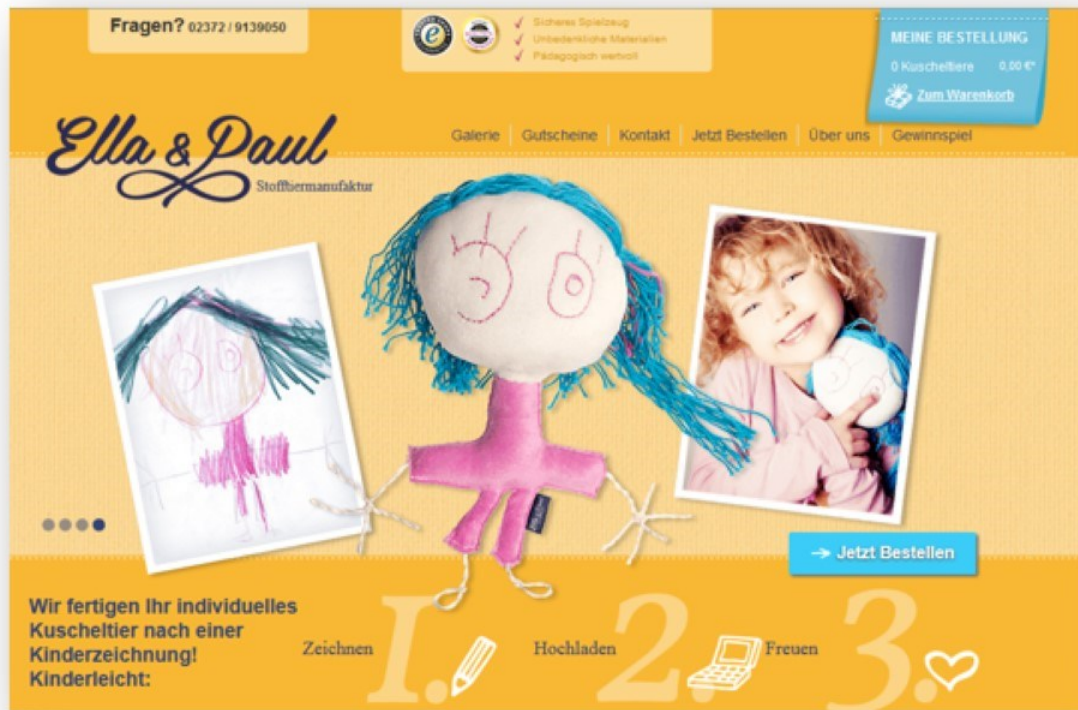 Fragen? 02372 / 9139050
Sicheres Spielzeug
Unbedenkliche Materialien
Pädagogisch wertvoll
MEINE BESTELLUNG
0 Kuscheltiere 0,00 €*
Zum Warenkorb
Ella & Paul
Stofftiermanufaktur
Galerie Gutscheine Kontakt Jetzt Bestellen Über uns Gewinnspiel
→ Jetzt Bestellen
Wir fertigen Ihr individuelles
Kuscheltier nach einer
Kinderzeichnung!
Kinderleicht:
Zeichnen 1. Hochladen 2. Freuen 3.